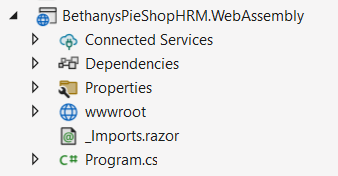 BethanysPieShopHRM.WebAssembly
Connected Services
Dependencies
Properties
wwwroot
_Imports.razor
C# Program.cs